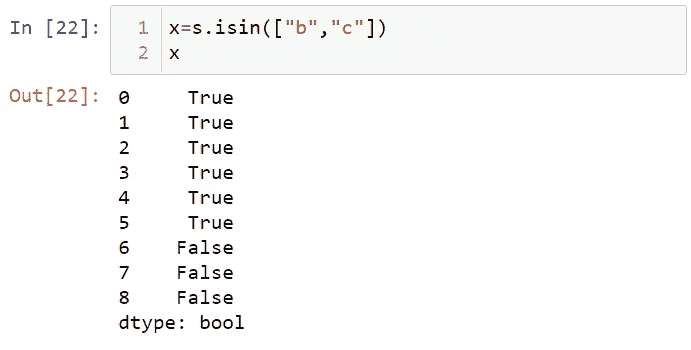 In [22]: 1 x=s.isin(["b","c"])
2 x
Out[22]: 0 True
1 True
2 True
3 True
4 True
5 True
6 False
7 False
8 False
dtype: bool